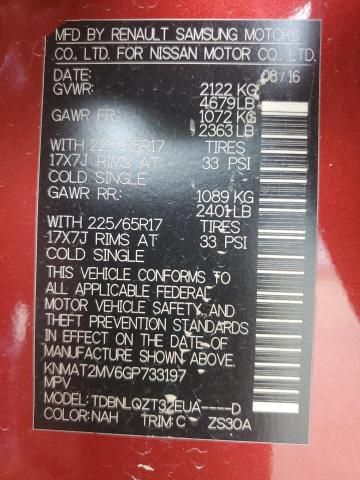 MFD BY RENAULT SAMSUNG MOTORS
CO., LTD. FOR NISSAN MOTOR CO., LTD.
DATE: 08/16
GVWR: 2122 KG
4679LB
GAWR FR: 1072 KG
2363 LB
WITH 225/65R17 TIRES
17X7J RIMS AT 33 PSI
COLD SINGLE
GAWR RR: 1089 KG
2401 LB
WITH 225/65R17 TIRES
17X7J RIMS AT 33 PSI
COLD SINGLE
THIS VEHICLE CONFORMS TO
ALL APPLICABLE FEDERAL
MOTOR VEHICLE SAFETY, AND
THEFT PREVENTION STANDARDS
IN EFFECT ON THE DATE OF
MANUFACTURE SHOWN ABOVE.
KNMAT2MV6GP733197
MPV
MODEL: TDBNLQZT32EUA----D
COLOR: NAH TRIM: C ZS30A